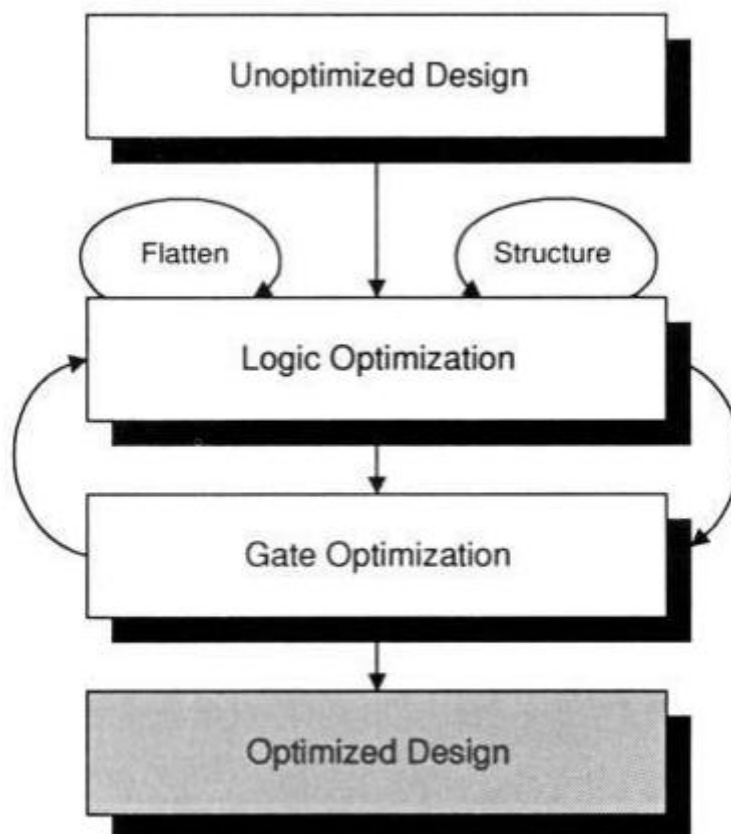 Unoptimized Design
Flatten
Structure
Logic Optimization
Gate Optimization
Optimized Design